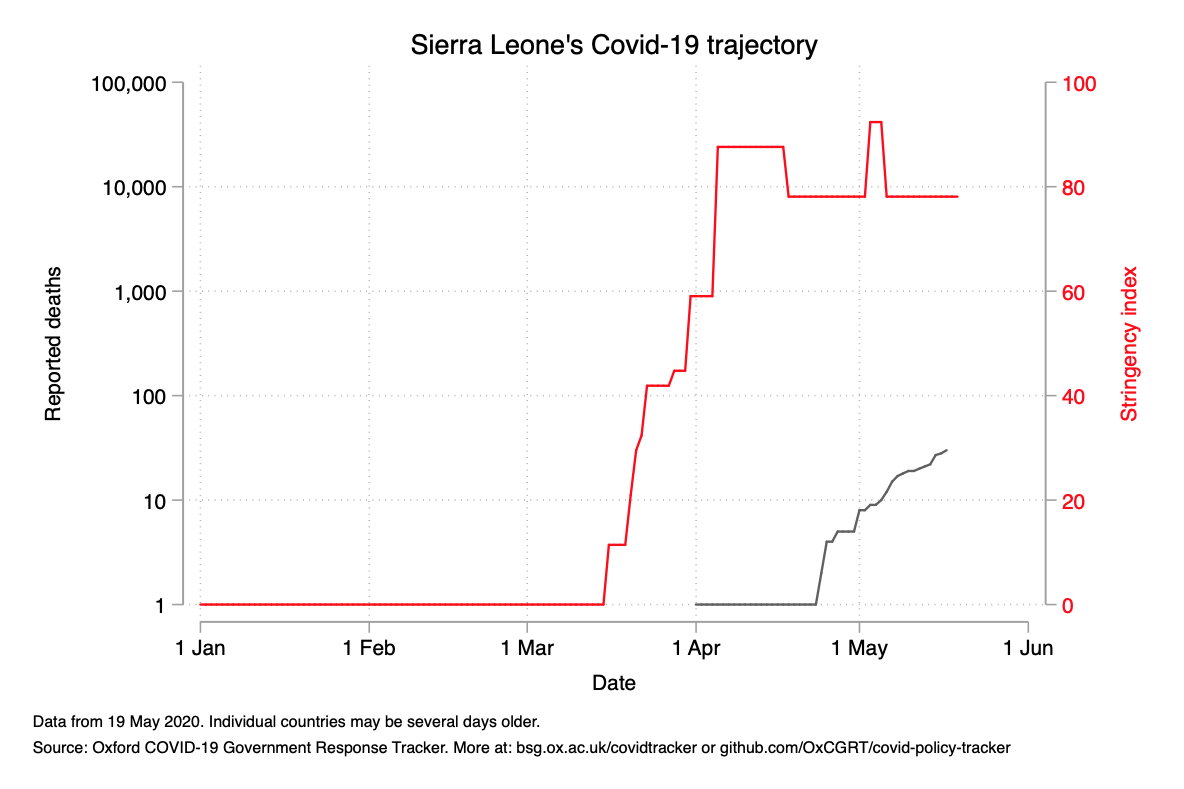 Sierra Leone's Covid-19 trajectory
100,000
10,000
1,000
100
10
1
Reported deaths
100
80
60
40
20
0
Stringency index
1 Jan
1 Feb
1 Mar
1 Apr
1 May
1 Jun
Date
Data from 19 May 2020. Individual countries may be several days older.
Source: Oxford COVID-19 Government Response Tracker. More at: bsg.ox.ac.uk/covidtracker or github.com/OxCGRT/covid-policy-tracker